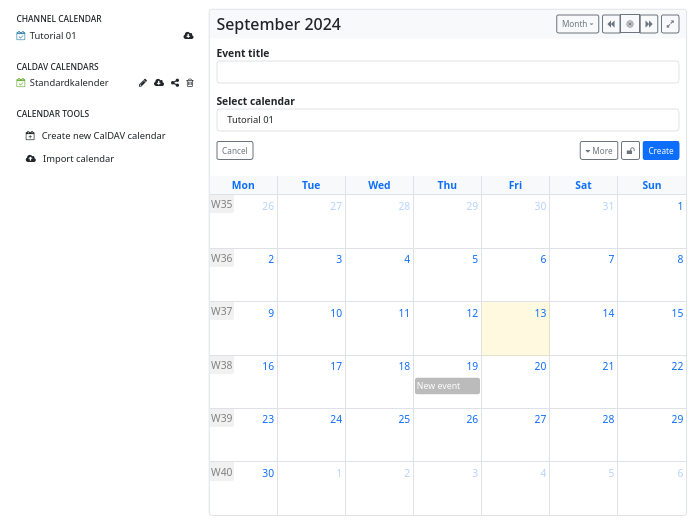 CHANNEL CALENDAR
Tutorial 01
CALDAV CALENDARS
Standardkalender
CALENDAR TOOLS
Create new CalDAV calendar
Import calendar
September 2024
Month
Event title
Select calendar
Tutorial 01
Cancel
More
Create
Mon Tue Wed Thu Fri Sat Sun
W35 26 27 28 29 30 31 1
W36 2 3 4 5 6 7 8
W37 9 10 11 12 13 14 15
W38 16 17 18 19 20 21 22
New event
W39 23 24 25 26 27 28 29
W40 30 1 2 3 4 5 6